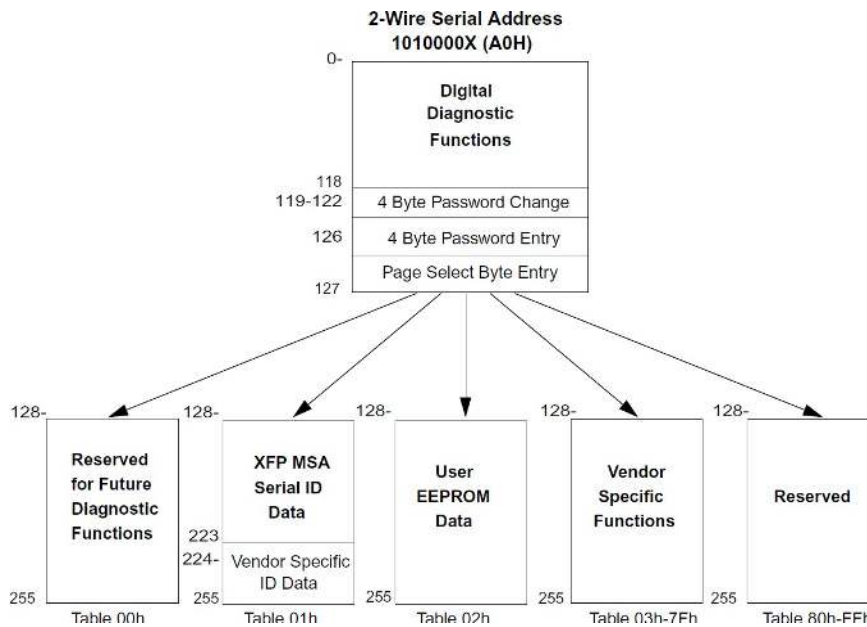 2-Wire Serial Address
1010000X (A0H)
0-
Digital
Diagnostic
Functions
118
119-122
4 Byte Password Change
126
4 Byte Password Entry
Page Select Byte Entry
127
128-
Reserved
for Future
Diagnostic
Functions
255
Table 00h
128-
XFP MSA
Serial ID
Data
223
224-
Vendor Specific
ID Data
255
Table 01h
128-
User
EEPROM
Data
255
Table 02h
128-
Vendor
Specific
Functions
255
Table 03h-7Fh
128-
Reserved
255
Table 80h-FFh